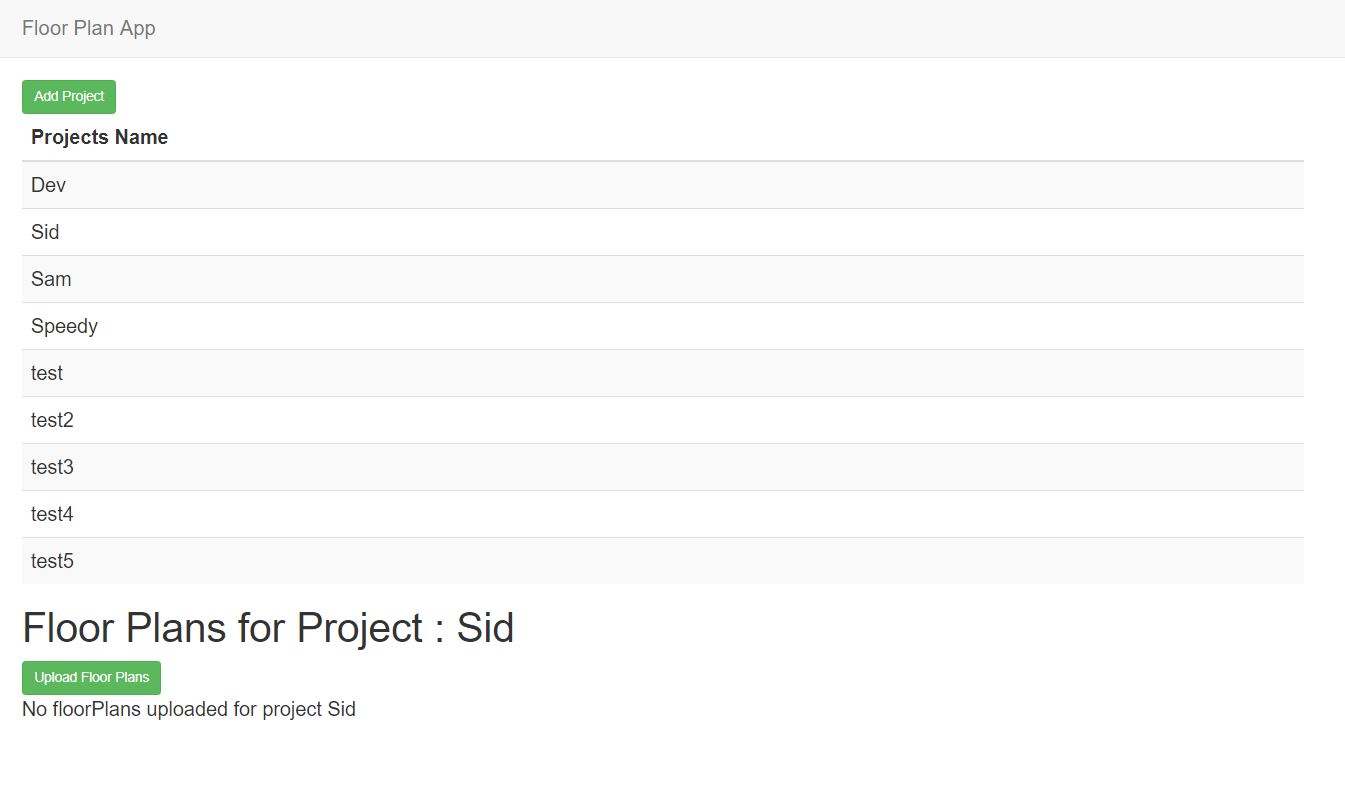 Floor Plan App
Add Project
Projects Name
Dev
Sid
Sam
Speedy
test
test2
test3
test4
test5
Floor Plans for Project : Sid
Upload Floor Plans
No floorPlans uploaded for project Sid